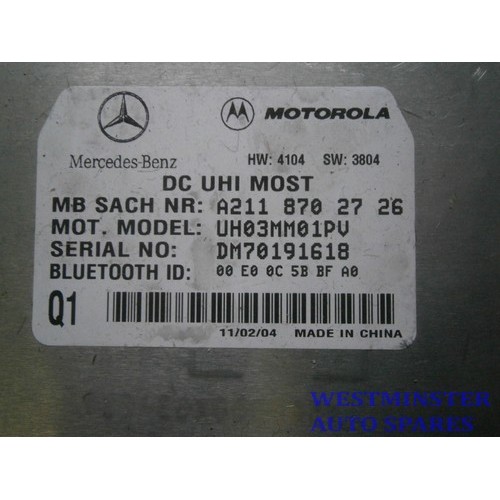 MOTOROLA
Mercedes-Benz HW: 4104 SW: 3804
DC UHI MOST
MB SACH NR: A211 870 27 26
MOT. MODEL: UH03MM01PV
SERIAL NO: DM70191618
BLUETOOTH ID: 00 E0 0C 5B BF A0
Q1
11/02/04 MADE IN CHINA
WESTMINSTER
AUTO SPARES